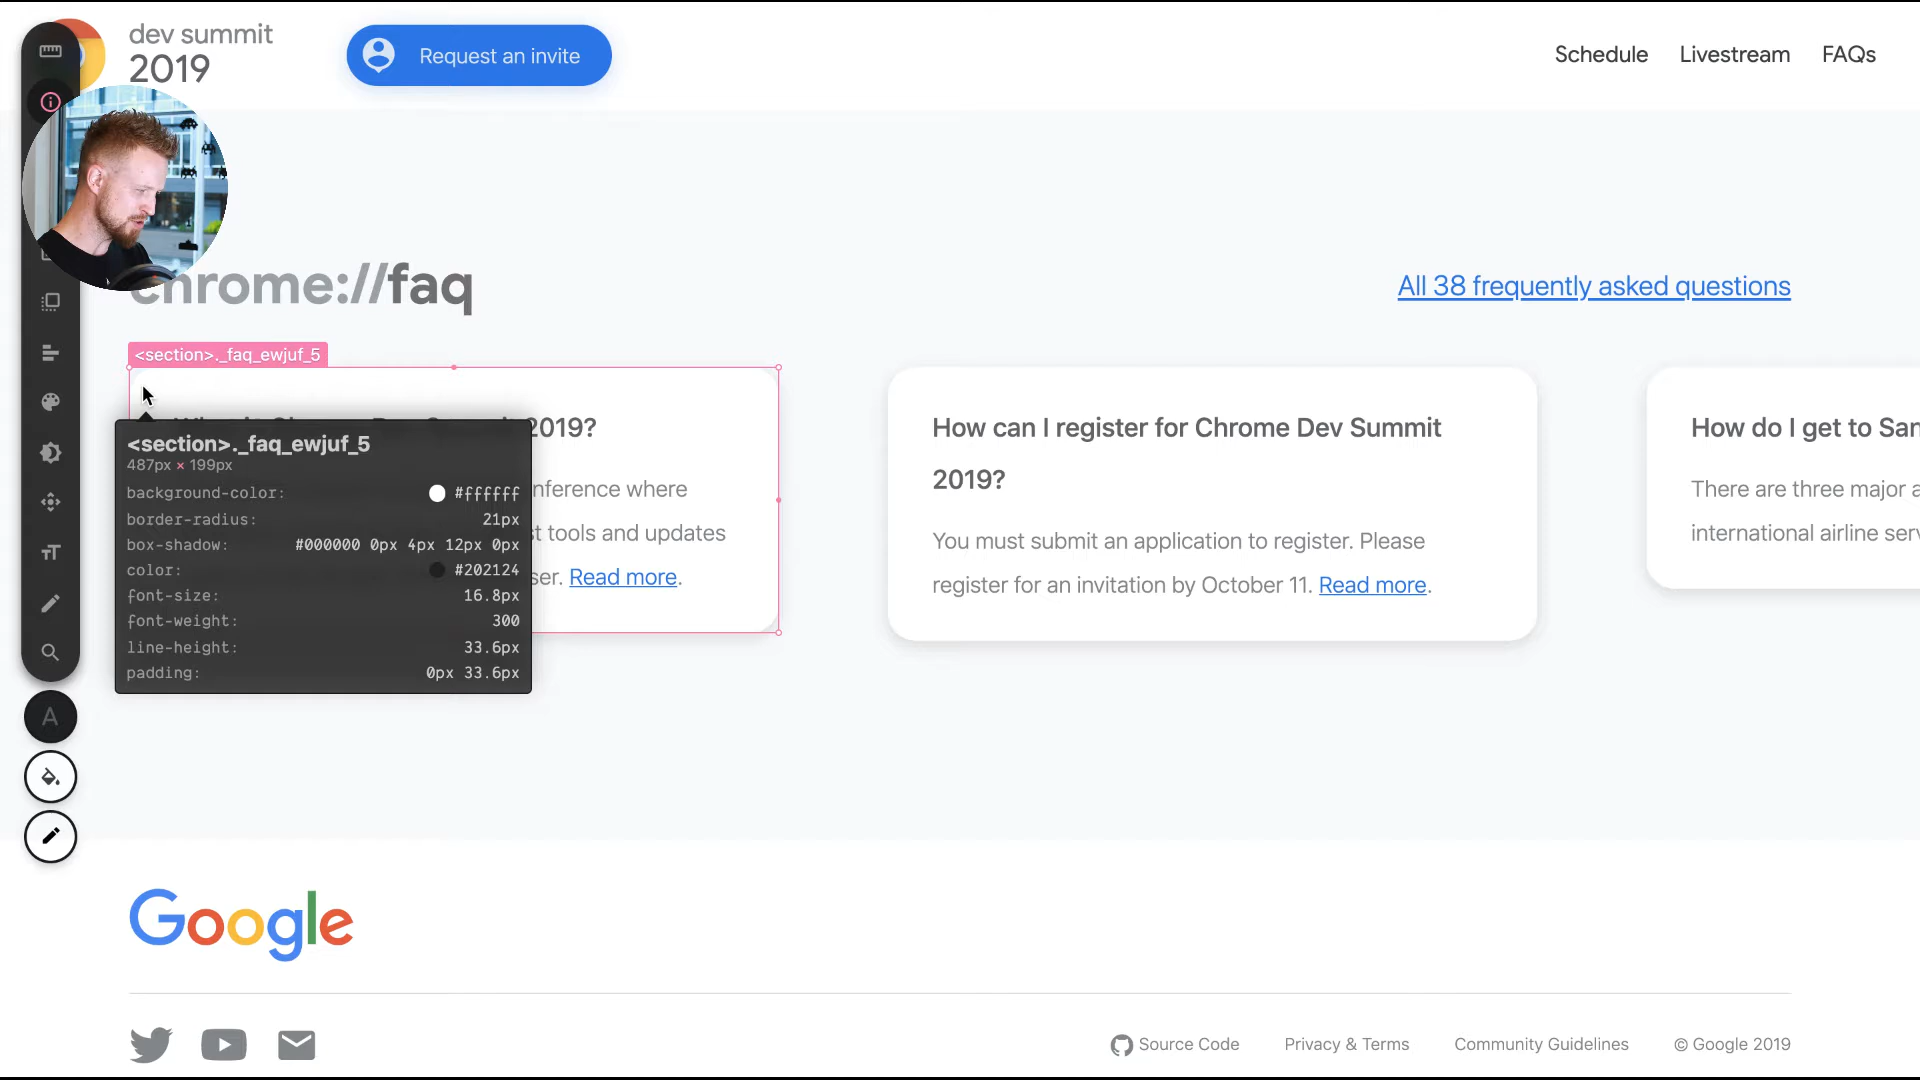 dev summit
2019
Request an invite
Schedule
Livestream
FAQs
chrome://faq
All 38 frequently asked questions
<section>._faq_ewjuf_5
2019?
<section>._faq_ewjuf_5
487px × 199px
background-color: #ffffff
border-radius: 21px
box-shadow: #000000 0px 4px 12px 0px
color: #202124
font-size: 16.8px
font-weight: 300
line-height: 33.6px
padding: 0px 33.6px
nference where
t tools and updates
ser. Read more.
How can I register for Chrome Dev Summit
2019?
You must submit an application to register. Please
register for an invitation by October 11. Read more.
How do I get to San
There are three major a
international airline serv
A
Google
Source Code
Privacy & Terms
Community Guidelines
© Google 2019